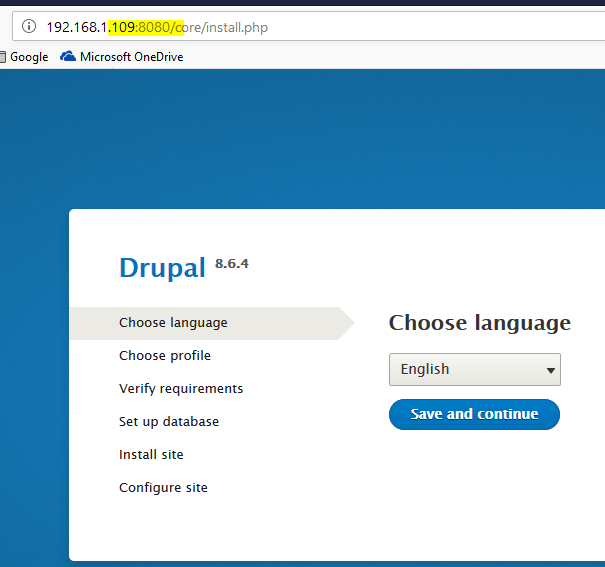 192.168.1.109:8080/core/install.php
Google Microsoft OneDrive
Drupal 8.6.4
Choose language
Choose profile
Verify requirements
Set up database
Install site
Configure site
Choose language
English
Save and continue